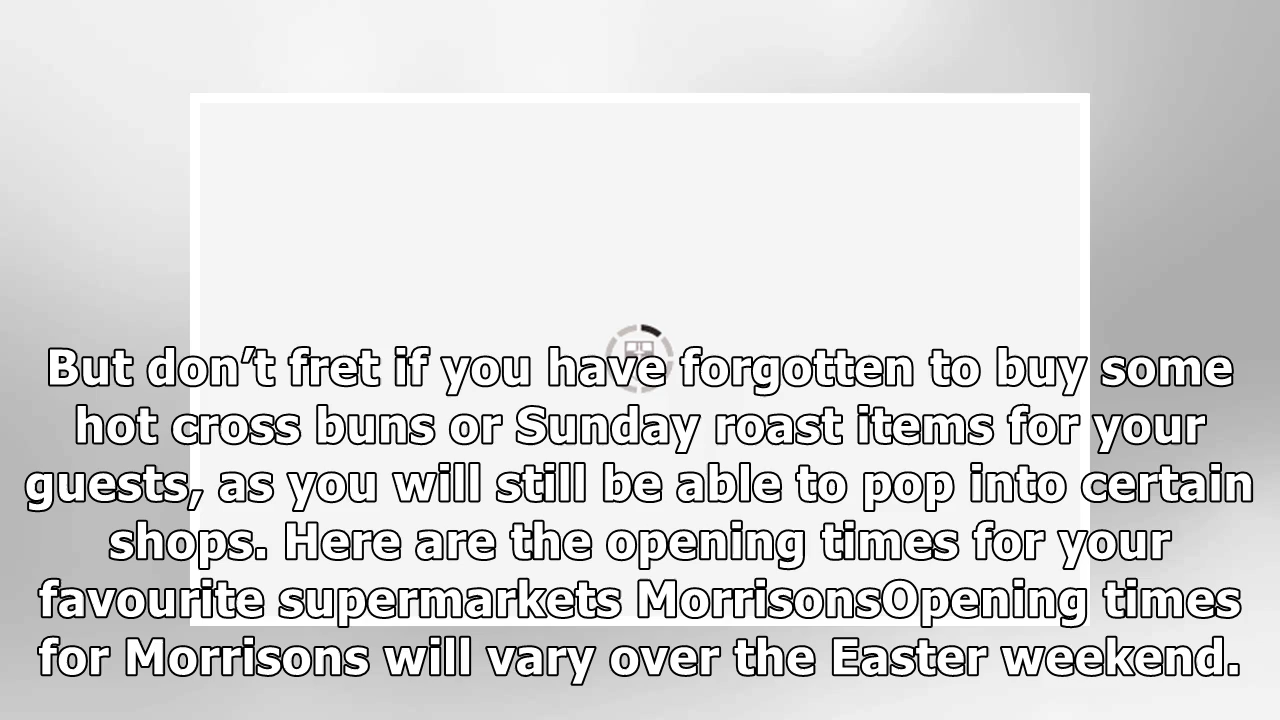 But don’t fret if you have forgotten to buy some
hot cross buns or Sunday roast items for your
guests, as you will still be able to pop into certain
shops. Here are the opening times for your
favourite supermarkets MorrisonsOpening times
for Morrisons will vary over the Easter weekend.